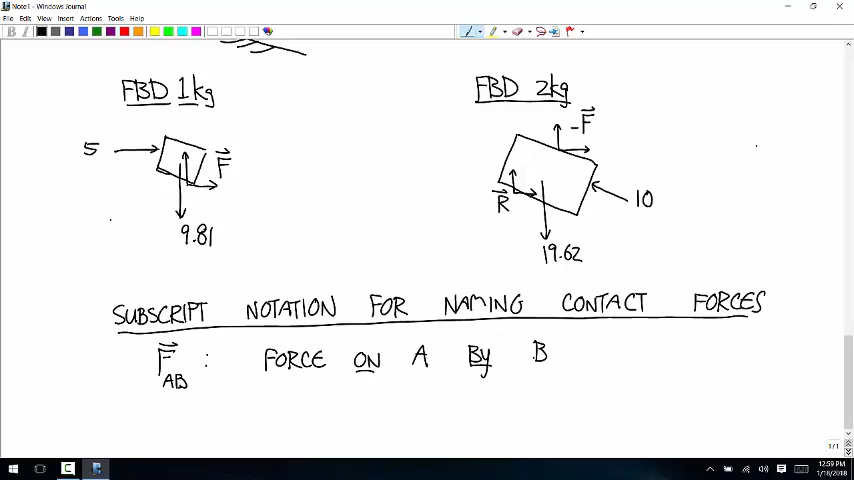 Note1 - Windows Journal
File Edit View Insert Actions Tools Help
B I
FBD 1kg
FBD 2kg
5
F
9.81
-F
R
10
19.62
SUBSCRIPT NOTATION FOR NAMING CONTACT FORCES
F AB : FORCE ON A By B
1/1
12:59 PM
1/18/2018